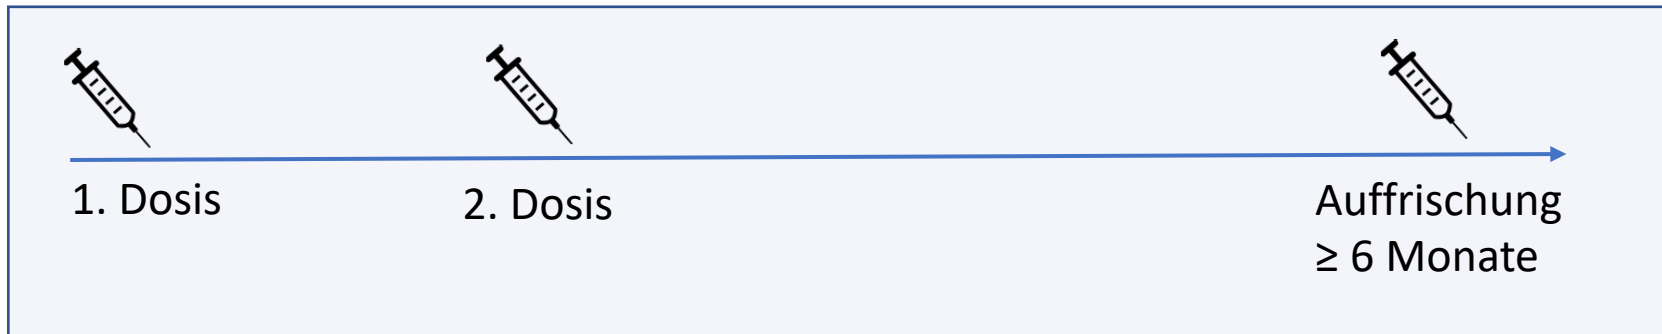 1. Dosis
2. Dosis
Auffrischung
≥ 6 Monate